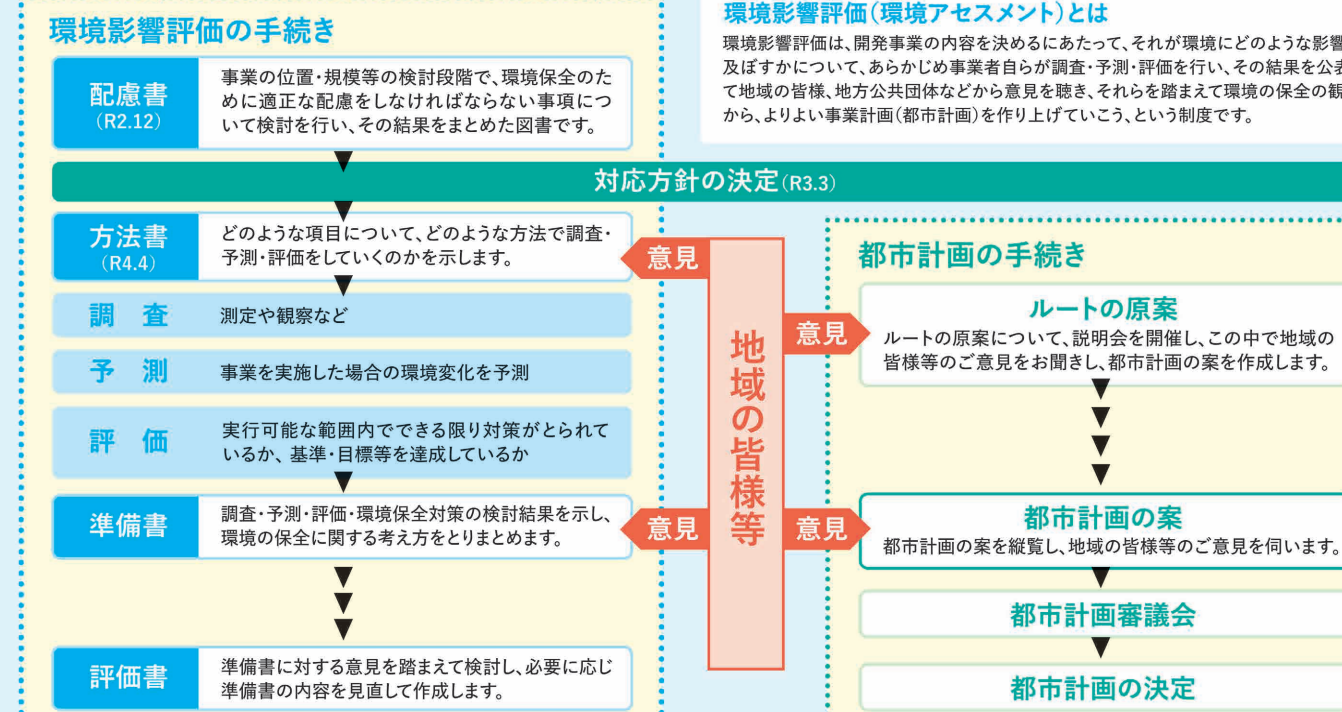 環境影響評価の手続き
配慮書
(R2.12)
事業の位置・規模等の検討段階で、環境保全のた
めに適正な配慮をしなければならない事項につ
いて検討を行い、その結果をまとめた図書です。
環境影響評価(環境アセスメント)とは
環境影響評価は、開発事業の内容を決めるにあたって、それが環境にどのような影響
及ぼすかについて、あらかじめ事業者自らが調査・予測・評価を行い、その結果を公表
て地域の皆様、地方公共団体などから意見を聴き、それらを踏まえて環境の保全の観
から、よりよい事業計画(都市計画)を作り上げていこう、という制度です。
対応方針の決定(R3.3)
方法書
(R4.4)
どのような項目について、どのような方法で調査・
予測・評価をしていくのかを示します。
調 査
測定や観察など
予 測
事業を実施した場合の環境変化を予測
評 価
実行可能な範囲内でできる限り対策がとられて
いるか、基準・目標等を達成しているか
準備書
調査・予測・評価・環境保全対策の検討結果を示し、
環境の保全に関する考え方をとりまとめます。
評価書
準備書に対する意見を踏まえて検討し、必要に応じ
準備書の内容を見直して作成します。
意見
意見
地域の皆様等
意見
意見
都市計画の手続き
ルートの原案
ルートの原案について、説明会を開催し、この中で地域の
皆様等のご意見をお聞きし、都市計画の案を作成します。
都市計画の案
都市計画の案を縦覧し、地域の皆様等のご意見を伺います。
都市計画審議会
都市計画の決定